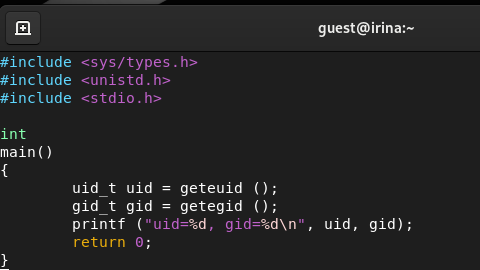 guest@irina:~
#include <sys/types.h>
#include <unistd.h>
#include <stdio.h>
int
main()
{
uid_t uid = geteuid ();
gid_t gid = getegid ();
printf ("uid=%d, gid=%d\n", uid, gid);
return 0;
}